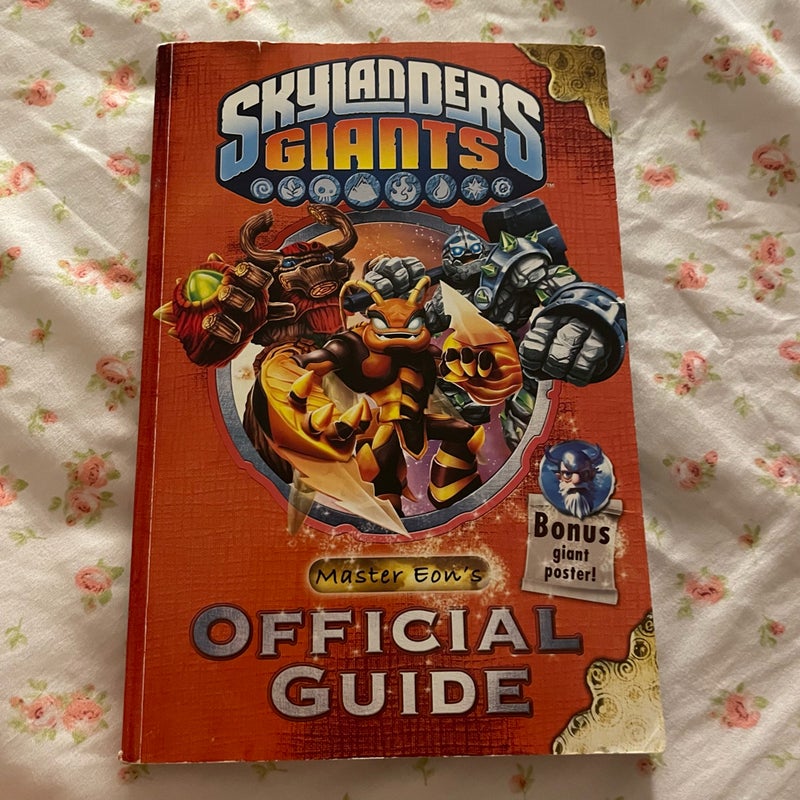 SKYLANDERS
GIANTS
Bonus
giant
poster!
Master Eon's
OFFICIAL
GUIDE